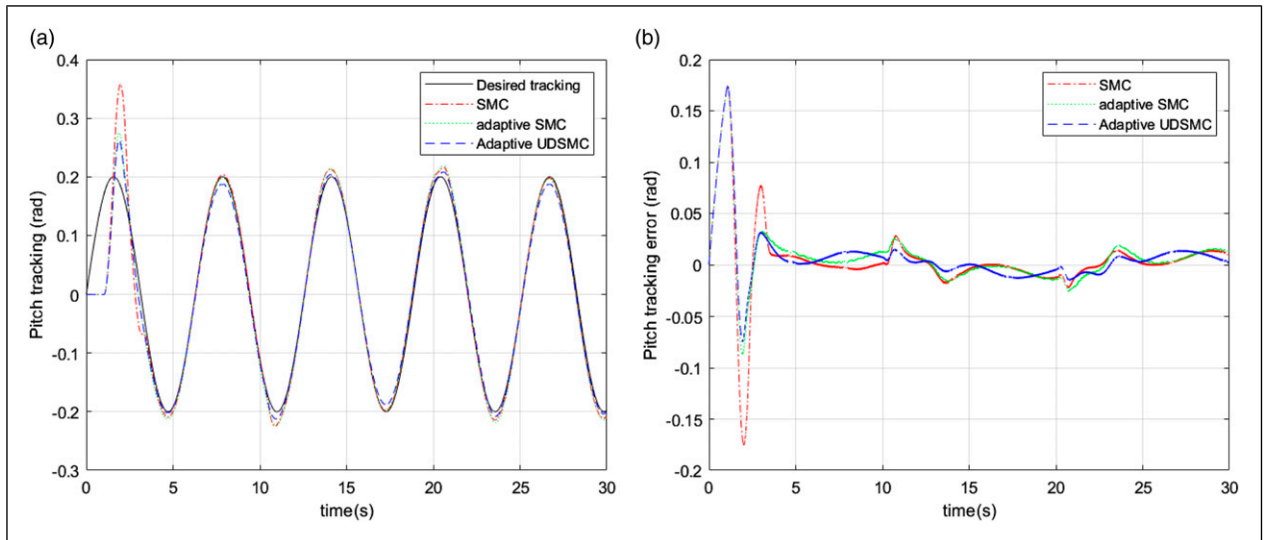 (a)
0.4
0.3
0.2
0.1
0
-0.1
-0.2
-0.3
Pitch tracking (rad)
0 5 10 15 20 25 30
time(s)
Desired tracking
SMC
adaptive SMC
Adaptive UDSMC
(b)
0.2
0.15
0.1
0.05
0
-0.05
-0.1
-0.15
-0.2
Pitch tracking error (rad)
0 5 10 15 20 25 30
time(s)
SMC
adaptive SMC
Adaptive UDSMC